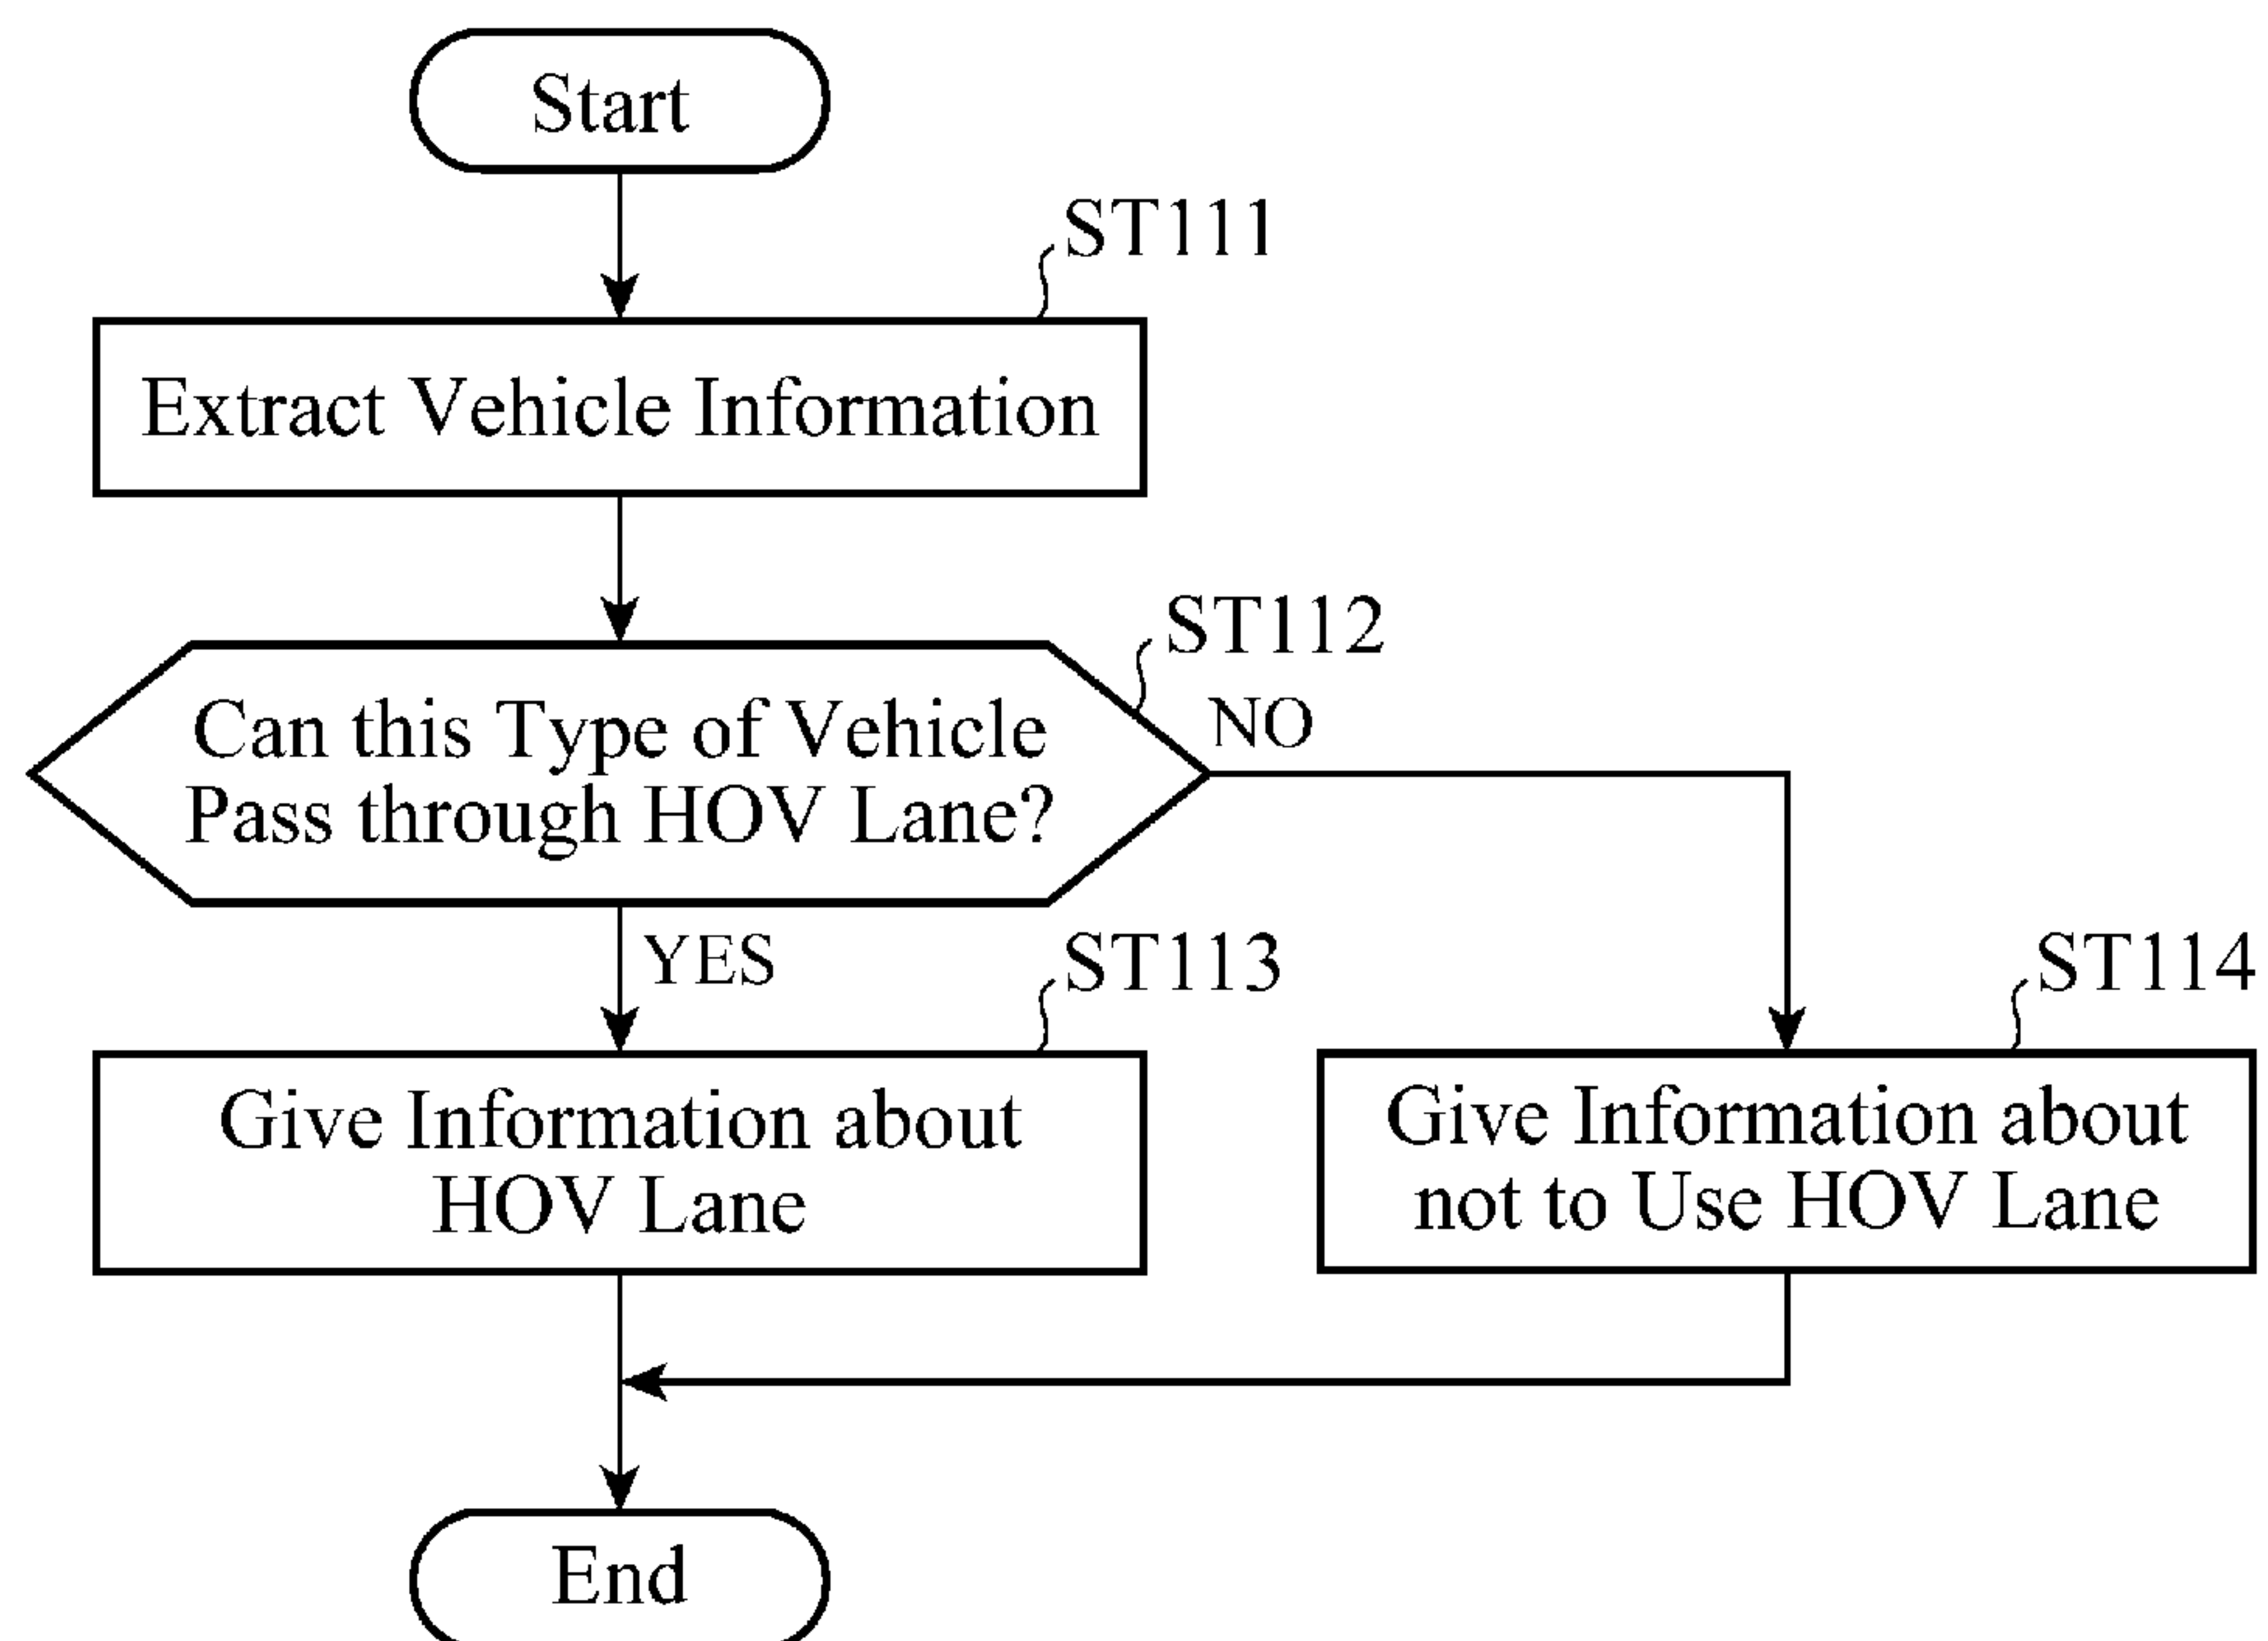 Start
ST111
Extract Vehicle Information
ST112
Can this Type of Vehicle
Pass through HOV Lane?
NO
YES
ST113
Give Information about
HOV Lane
ST114
Give Information about
not to Use HOV Lane
End